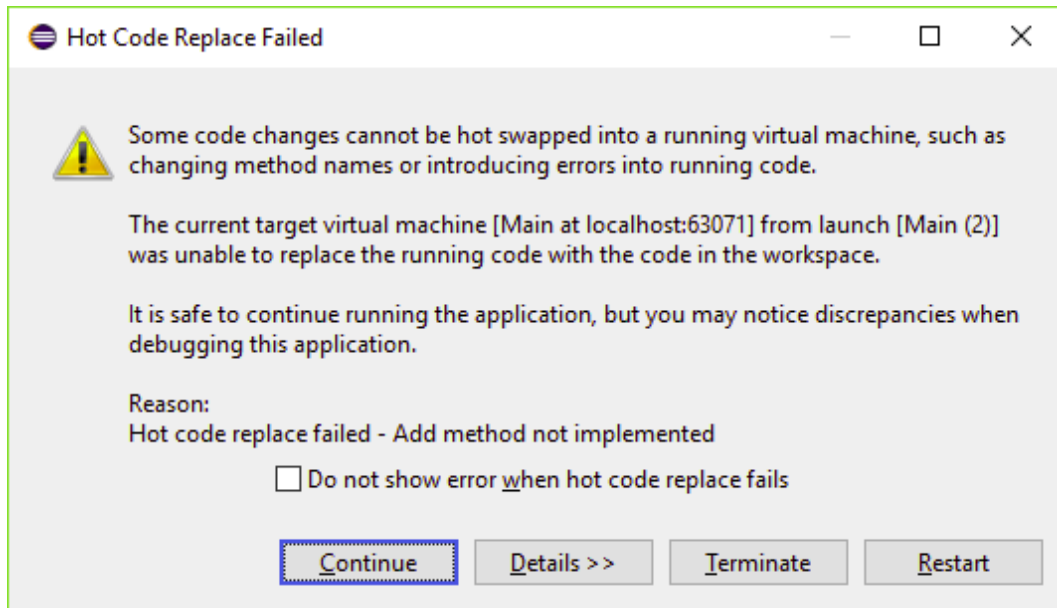 Hot Code Replace Failed
Some code changes cannot be hot swapped into a running virtual machine, such as
changing method names or introducing errors into running code.
The current target virtual machine [Main at localhost:63071] from launch [Main (2)]
was unable to replace the running code with the code in the workspace.
It is safe to continue running the application, but you may notice discrepancies when
debugging this application.
Reason:
Hot code replace failed - Add method not implemented
Do not show error when hot code replace fails
Continue Details >> Terminate Restart